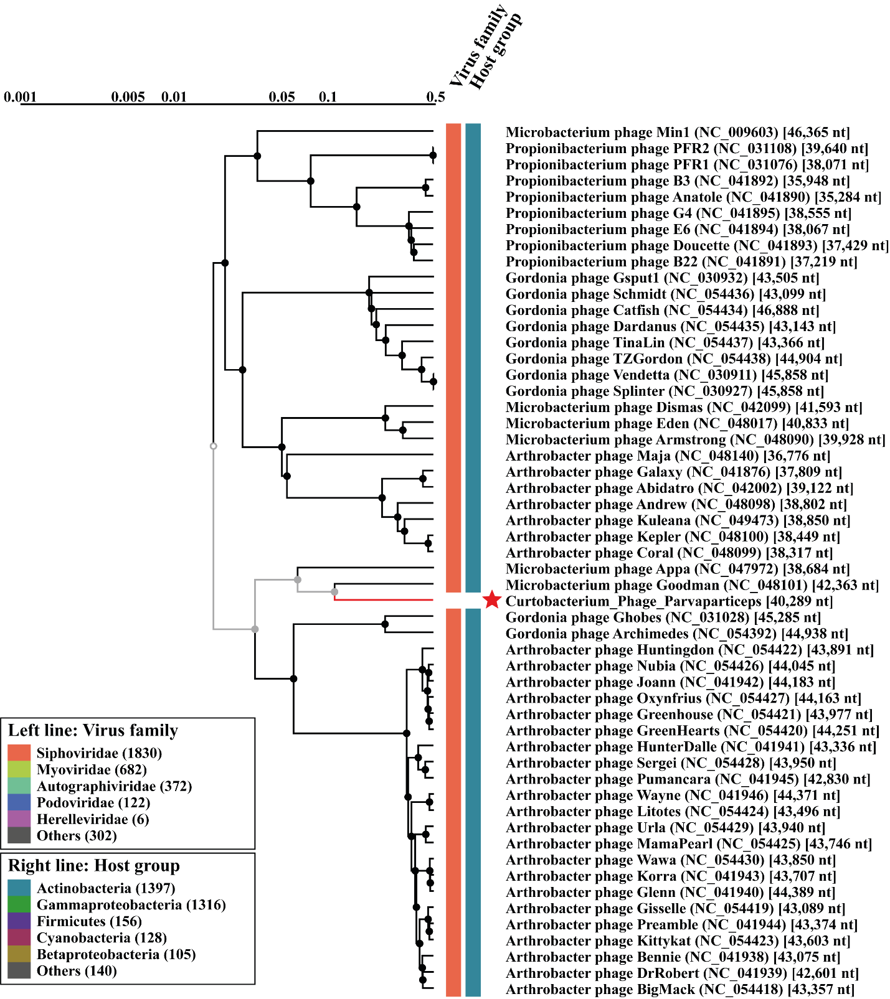 Virus family
Host group
0.001 0.005 0.01 0.05 0.1 0.5
Microbacterium phage Min1 (NC_009603) [46,365 nt]
Propionibacterium phage PFR2 (NC_031108) [39,640 nt]
Propionibacterium phage PFR1 (NC_031076) [38,071 nt]
Propionibacterium phage B3 (NC_041892) [35,948 nt]
Propionibacterium phage Anatole (NC_041890) [35,284 nt]
Propionibacterium phage G4 (NC_041895) [38,555 nt]
Propionibacterium phage E6 (NC_041894) [38,067 nt]
Propionibacterium phage Doucette (NC_041893) [37,429 nt]
Propionibacterium phage B22 (NC_041891) [37,219 nt]
Gordonia phage Gsput1 (NC_030932) [43,505 nt]
Gordonia phage Schmidt (NC_054436) [43,099 nt]
Gordonia phage Catfish (NC_054434) [46,888 nt]
Gordonia phage Dardanus (NC_054435) [43,143 nt]
Gordonia phage TinaLin (NC_054437) [43,366 nt]
Gordonia phage TZGordon (NC_054438) [44,904 nt]
Gordonia phage Vendetta (NC_030911) [45,858 nt]
Gordonia phage Splinter (NC_030927) [45,858 nt]
Microbacterium phage Dismas (NC_042099) [41,593 nt]
Microbacterium phage Eden (NC_048017) [40,833 nt]
Microbacterium phage Armstrong (NC_048090) [39,928 nt]
Arthrobacter phage Maja (NC_048140) [36,776 nt]
Arthrobacter phage Galaxy (NC_041876) [37,809 nt]
Arthrobacter phage Abidatro (NC_042002) [39,122 nt]
Arthrobacter phage Andrew (NC_048098) [38,802 nt]
Arthrobacter phage Kuleana (NC_049473) [38,850 nt]
Arthrobacter phage Kepler (NC_048100) [38,449 nt]
Arthrobacter phage Coral (NC_048099) [38,317 nt]
Microbacterium phage Appa (NC_047972) [38,684 nt]
Microbacterium phage Goodman (NC_048101) [42,363 nt]
Curtobacterium_Phage_Parvaparticeps [40,289 nt]
Gordonia phage Ghobes (NC_031028) [45,285 nt]
Gordonia phage Archimedes (NC_054392) [44,938 nt]
Arthrobacter phage Huntingdon (NC_054422) [43,891 nt]
Arthrobacter phage Nubia (NC_054426) [44,045 nt]
Arthrobacter phage Joann (NC_041942) [44,183 nt]
Arthrobacter phage Oxynfrius (NC_054427) [44,163 nt]
Arthrobacter phage Greenhouse (NC_054421) [43,977 nt]
Arthrobacter phage GreenHearts (NC_054420) [44,251 nt]
Arthrobacter phage HunterDalle (NC_041941) [43,336 nt]
Arthrobacter phage Sergei (NC_054428) [43,950 nt]
Arthrobacter phage Pumancara (NC_041945) [42,830 nt]
Arthrobacter phage Wayne (NC_041946) [44,371 nt]
Arthrobacter phage Litotes (NC_054424) [43,496 nt]
Arthrobacter phage Urla (NC_054429) [43,940 nt]
Arthrobacter phage MamaPearl (NC_054425) [43,746 nt]
Arthrobacter phage Wawa (NC_054430) [43,850 nt]
Arthrobacter phage Korra (NC_041943) [43,707 nt]
Arthrobacter phage Glenn (NC_041940) [44,389 nt]
Arthrobacter phage Gisselle (NC_054419) [43,089 nt]
Arthrobacter phage Preamble (NC_041944) [43,374 nt]
Arthrobacter phage Kittykat (NC_054423) [43,603 nt]
Arthrobacter phage Bennie (NC_041938) [43,075 nt]
Arthrobacter phage DrRobert (NC_041939) [42,601 nt]
Arthrobacter phage BigMack (NC_054418) [43,357 nt]
Left line: Virus family
Siphoviridae (1830)
Myoviridae (682)
Autographiviridae (372)
Podoviridae (122)
Herelleviridae (6)
Others (302)
Right line: Host group
Actinobacteria (1397)
Gammaproteobacteria (1316)
Firmicutes (156)
Cyanobacteria (128)
Betaproteobacteria (105)
Others (140)